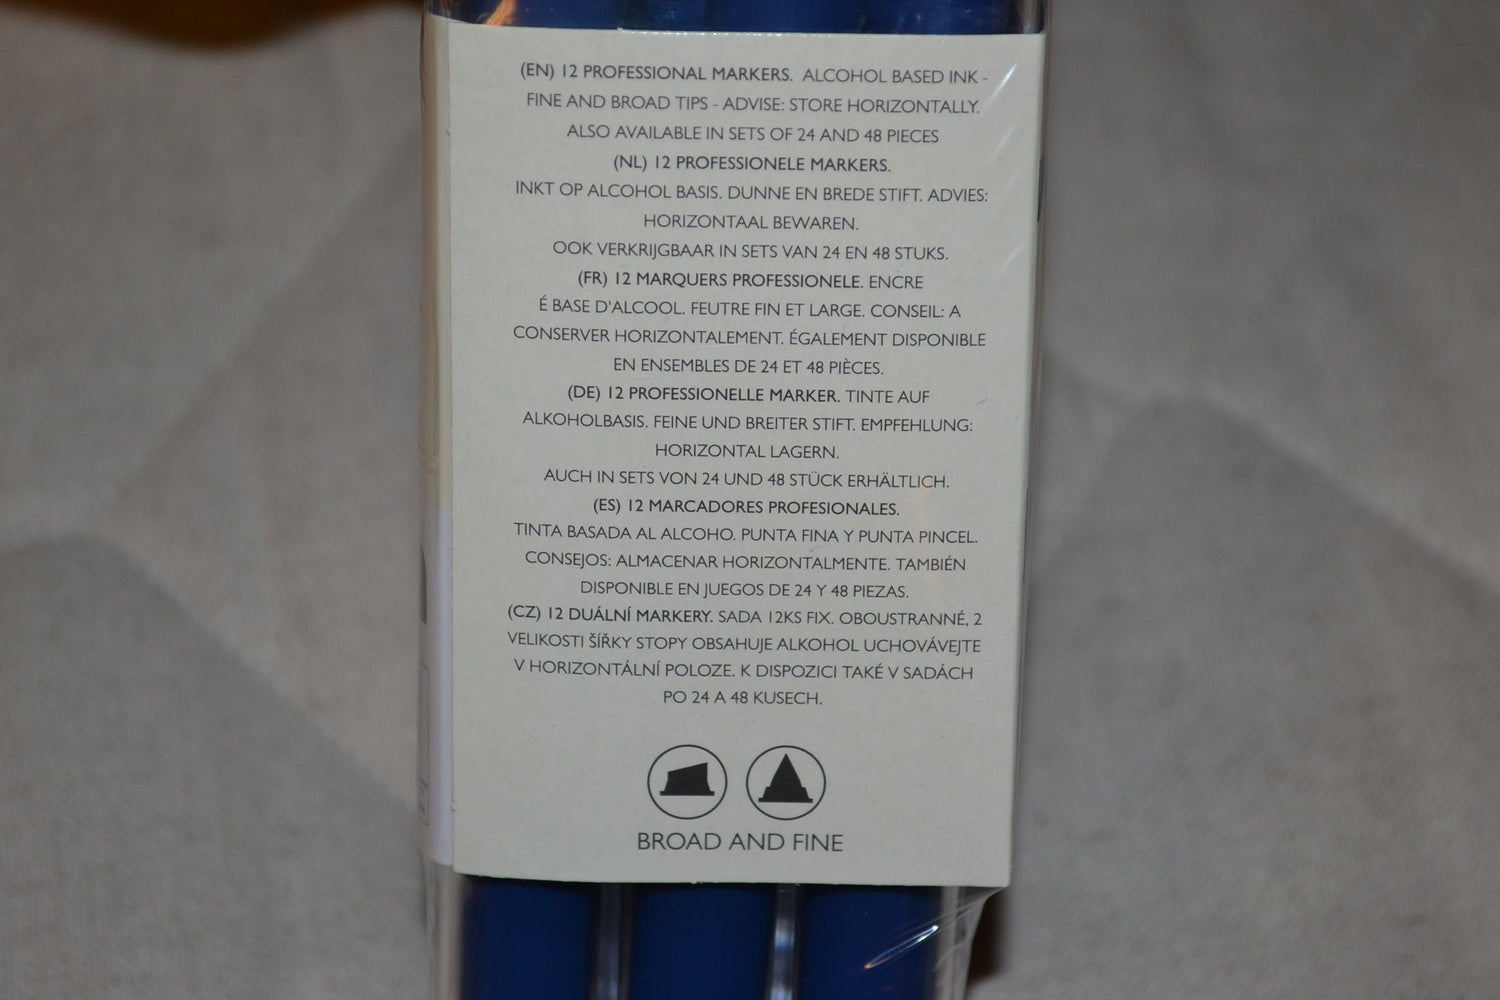 (EN) 12 PROFESSIONAL MARKERS. ALCOHOL BASED INK -
FINE AND BROAD TIPS - ADVISE: STORE HORIZONTALLY.
ALSO AVAILABLE IN SETS OF 24 AND 48 PIECES
(NL) 12 PROFESSIONELE MARKERS.
INKT OP ALCOHOL BASIS. DUNNE EN BREDE STIFT. ADVIES:
HORIZONTAAL BEWAREN.
OOK VERKRIJGBAAR IN SETS VAN 24 EN 48 STUKS.
(FR) 12 MARQUERS PROFESSIONELE. ENCRE
É BASE D'ALCOOL. FEUTRE FIN ET LARGE. CONSEIL: A
CONSERVER HORIZONTALEMENT. ÉGALEMENT DISPONIBLE
EN ENSEMBLES DE 24 ET 48 PIÈCES.
(DE) 12 PROFESSIONELLE MARKER. TINTE AUF
ALKOHOLBASIS. FEINE UND BREITER STIFT. EMPFEHLUNG:
HORIZONTAL LAGERN.
AUCH IN SETS VON 24 UND 48 STÜCK ERHÄLTLICH.
(ES) 12 MARCADORES PROFESIONALES.
TINTA BASADA AL ALCOHO. PUNTA FINA Y PUNTA PINCEL.
CONSEJOS: ALMACENAR HORIZONTALMENTE. TAMBIÉN
DISPONIBLE EN JUEGOS DE 24 Y 48 PIEZAS.
(CZ) 12 DUÁLNÍ MARKERY. SADA 12KS FIX. OBOUSTRANNÉ, 2
VELIKOSTI ŠÍŘKY STOPY OBSAHUJE ALKOHOL UCHOVÁVEJTE
V HORIZONTÁLNÍ POLOZE. K DISPOZICI TAKÉ V SADÁCH
PO 24 A 48 KUSECH.
BROAD AND FINE